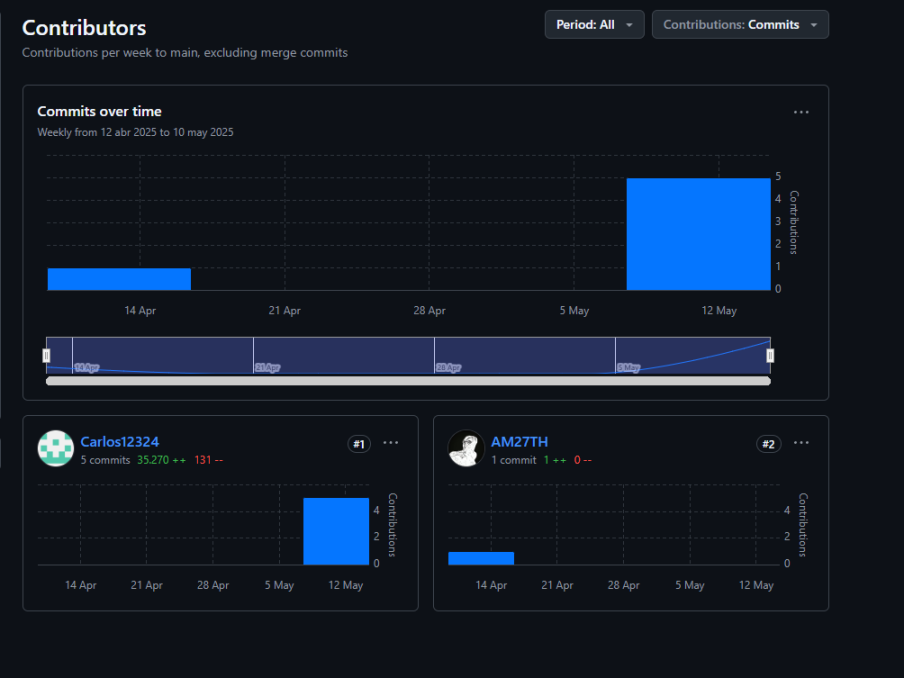 Contributors
Period: All
Contributions: Commits
Contributions per week to main, excluding merge commits
Commits over time
Weekly from 12 abr 2025 to 10 may 2025
5
4
3
2
1
0
Contributions
14 Apr
21 Apr
28 Apr
5 May
12 May
14 Apr
21 Apr
28 Apr
5 May
Carlos12324
#1
5 commits 35.270 ++ 131 --
4
2
0
Contributions
14 Apr
21 Apr
28 Apr
5 May
12 May
AM27TH
#2
1 commit 1 ++ 0 --
4
2
0
Contributions
14 Apr
21 Apr
28 Apr
5 May
12 May